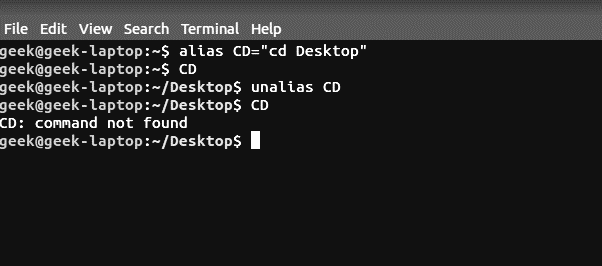 File Edit View Search Terminal Help
geek@geek-laptop:~$ alias CD="cd Desktop"
geek@geek-laptop:~$ CD
geek@geek-laptop:~/Desktop$ unalias CD
geek@geek-laptop:~/Desktop$ CD
CD: command not found
geek@geek-laptop:~/Desktop$